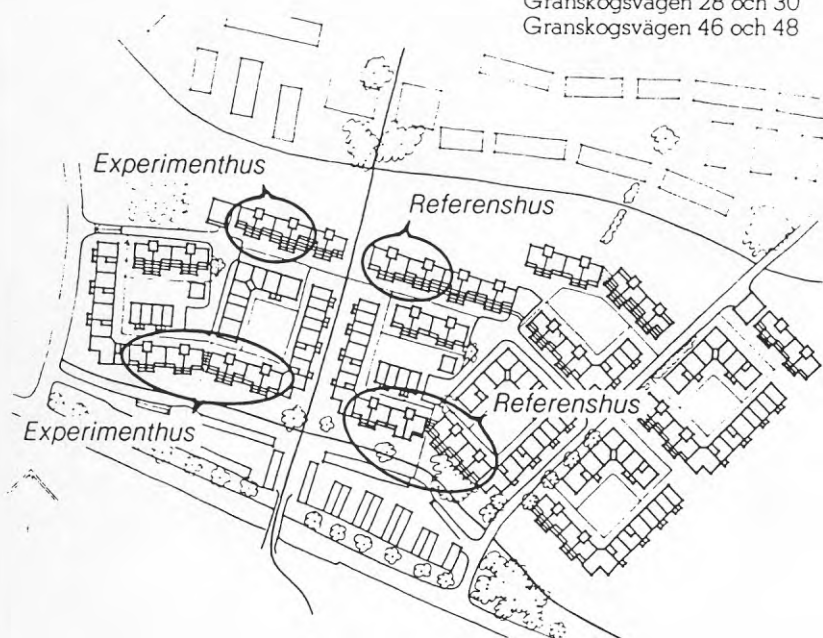 Granskogsvägen 28 och 30
Granskogsvägen 46 och 48
Experimenthus
Referenshus
Referenshus
Experimenthus